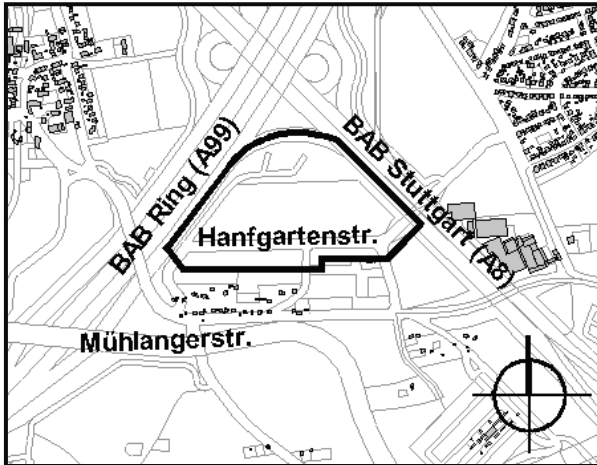 BAB Ring (A99)
BAB Stuttgart (A8)
Hanfgartenstr.
Mühlangerstr.